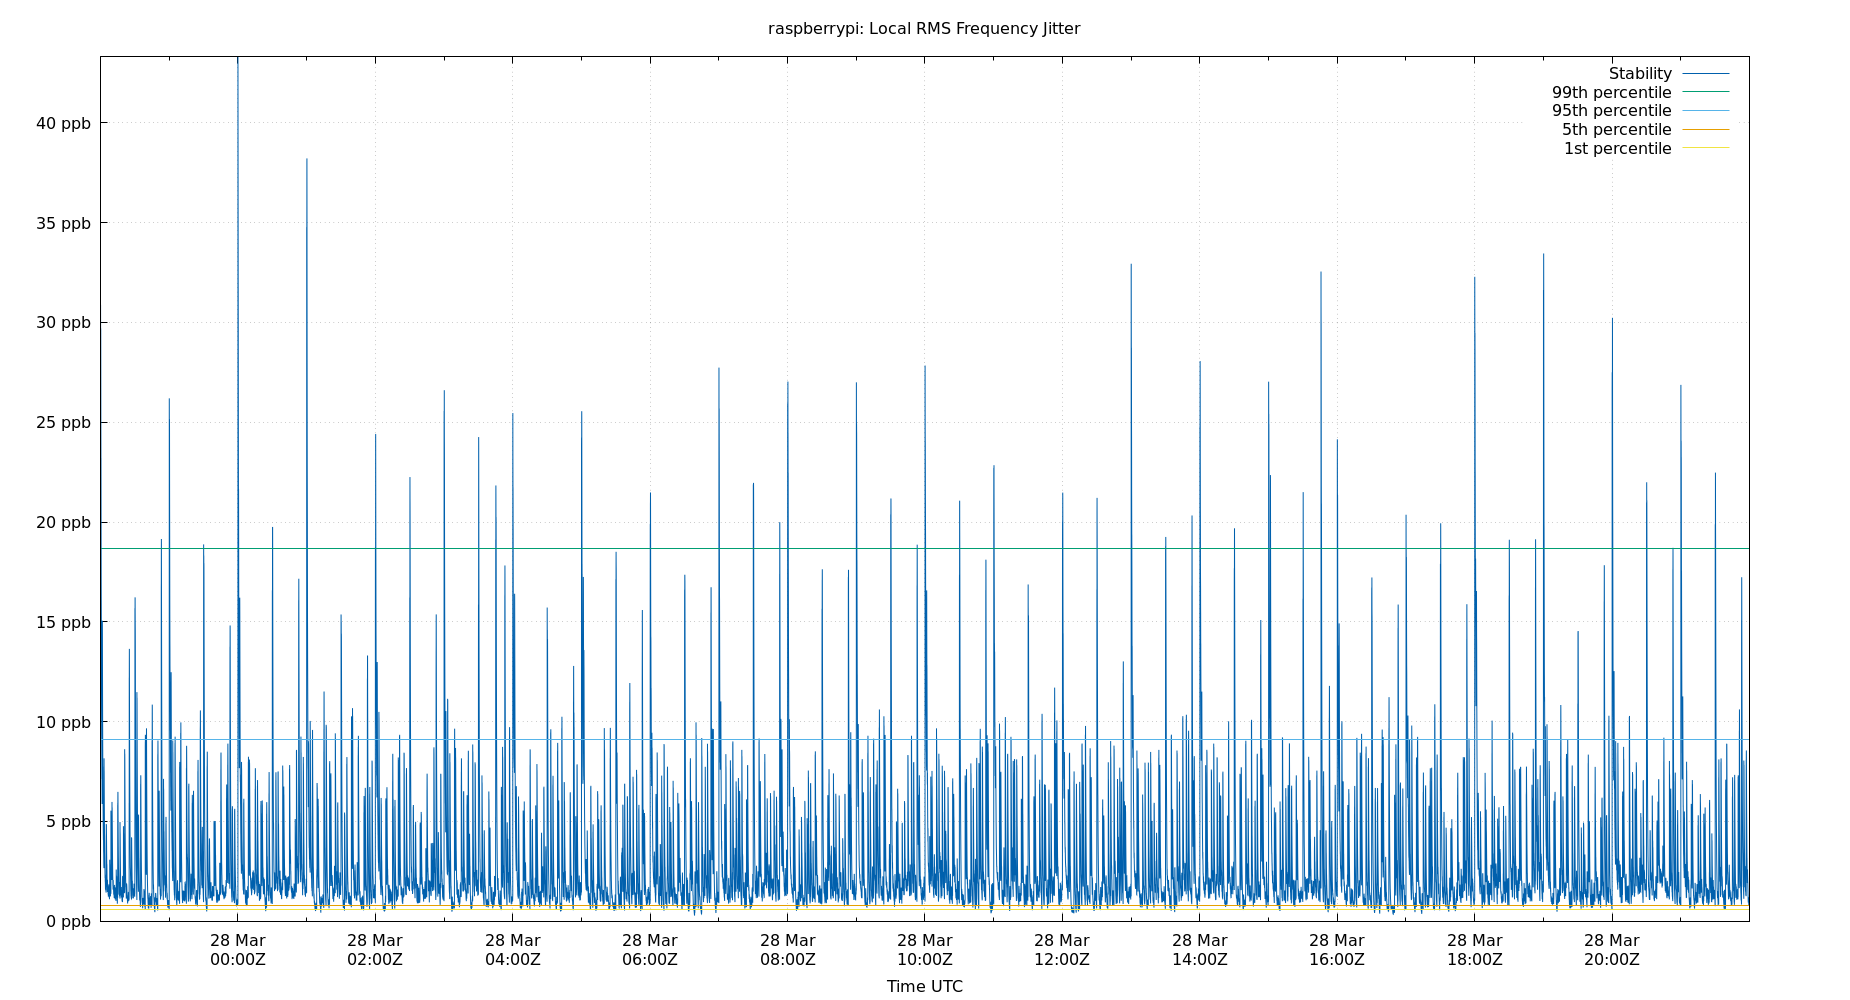 raspberrypi: Local RMS Frequency Jitter
Stability
99th percentile
95th percentile
5th percentile
1st percentile
40 ppb
35 ppb
30 ppb
25 ppb
20 ppb
15 ppb
10 ppb
5 ppb
0 ppb
28 Mar 28 Mar 28 Mar 28 Mar 28 Mar 28 Mar 28 Mar 28 Mar 28 Mar 28 Mar 28 Mar
00:00Z 02:00Z 04:00Z 06:00Z 08:00Z 10:00Z 12:00Z 14:00Z 16:00Z 18:00Z 20:00Z
Time UTC